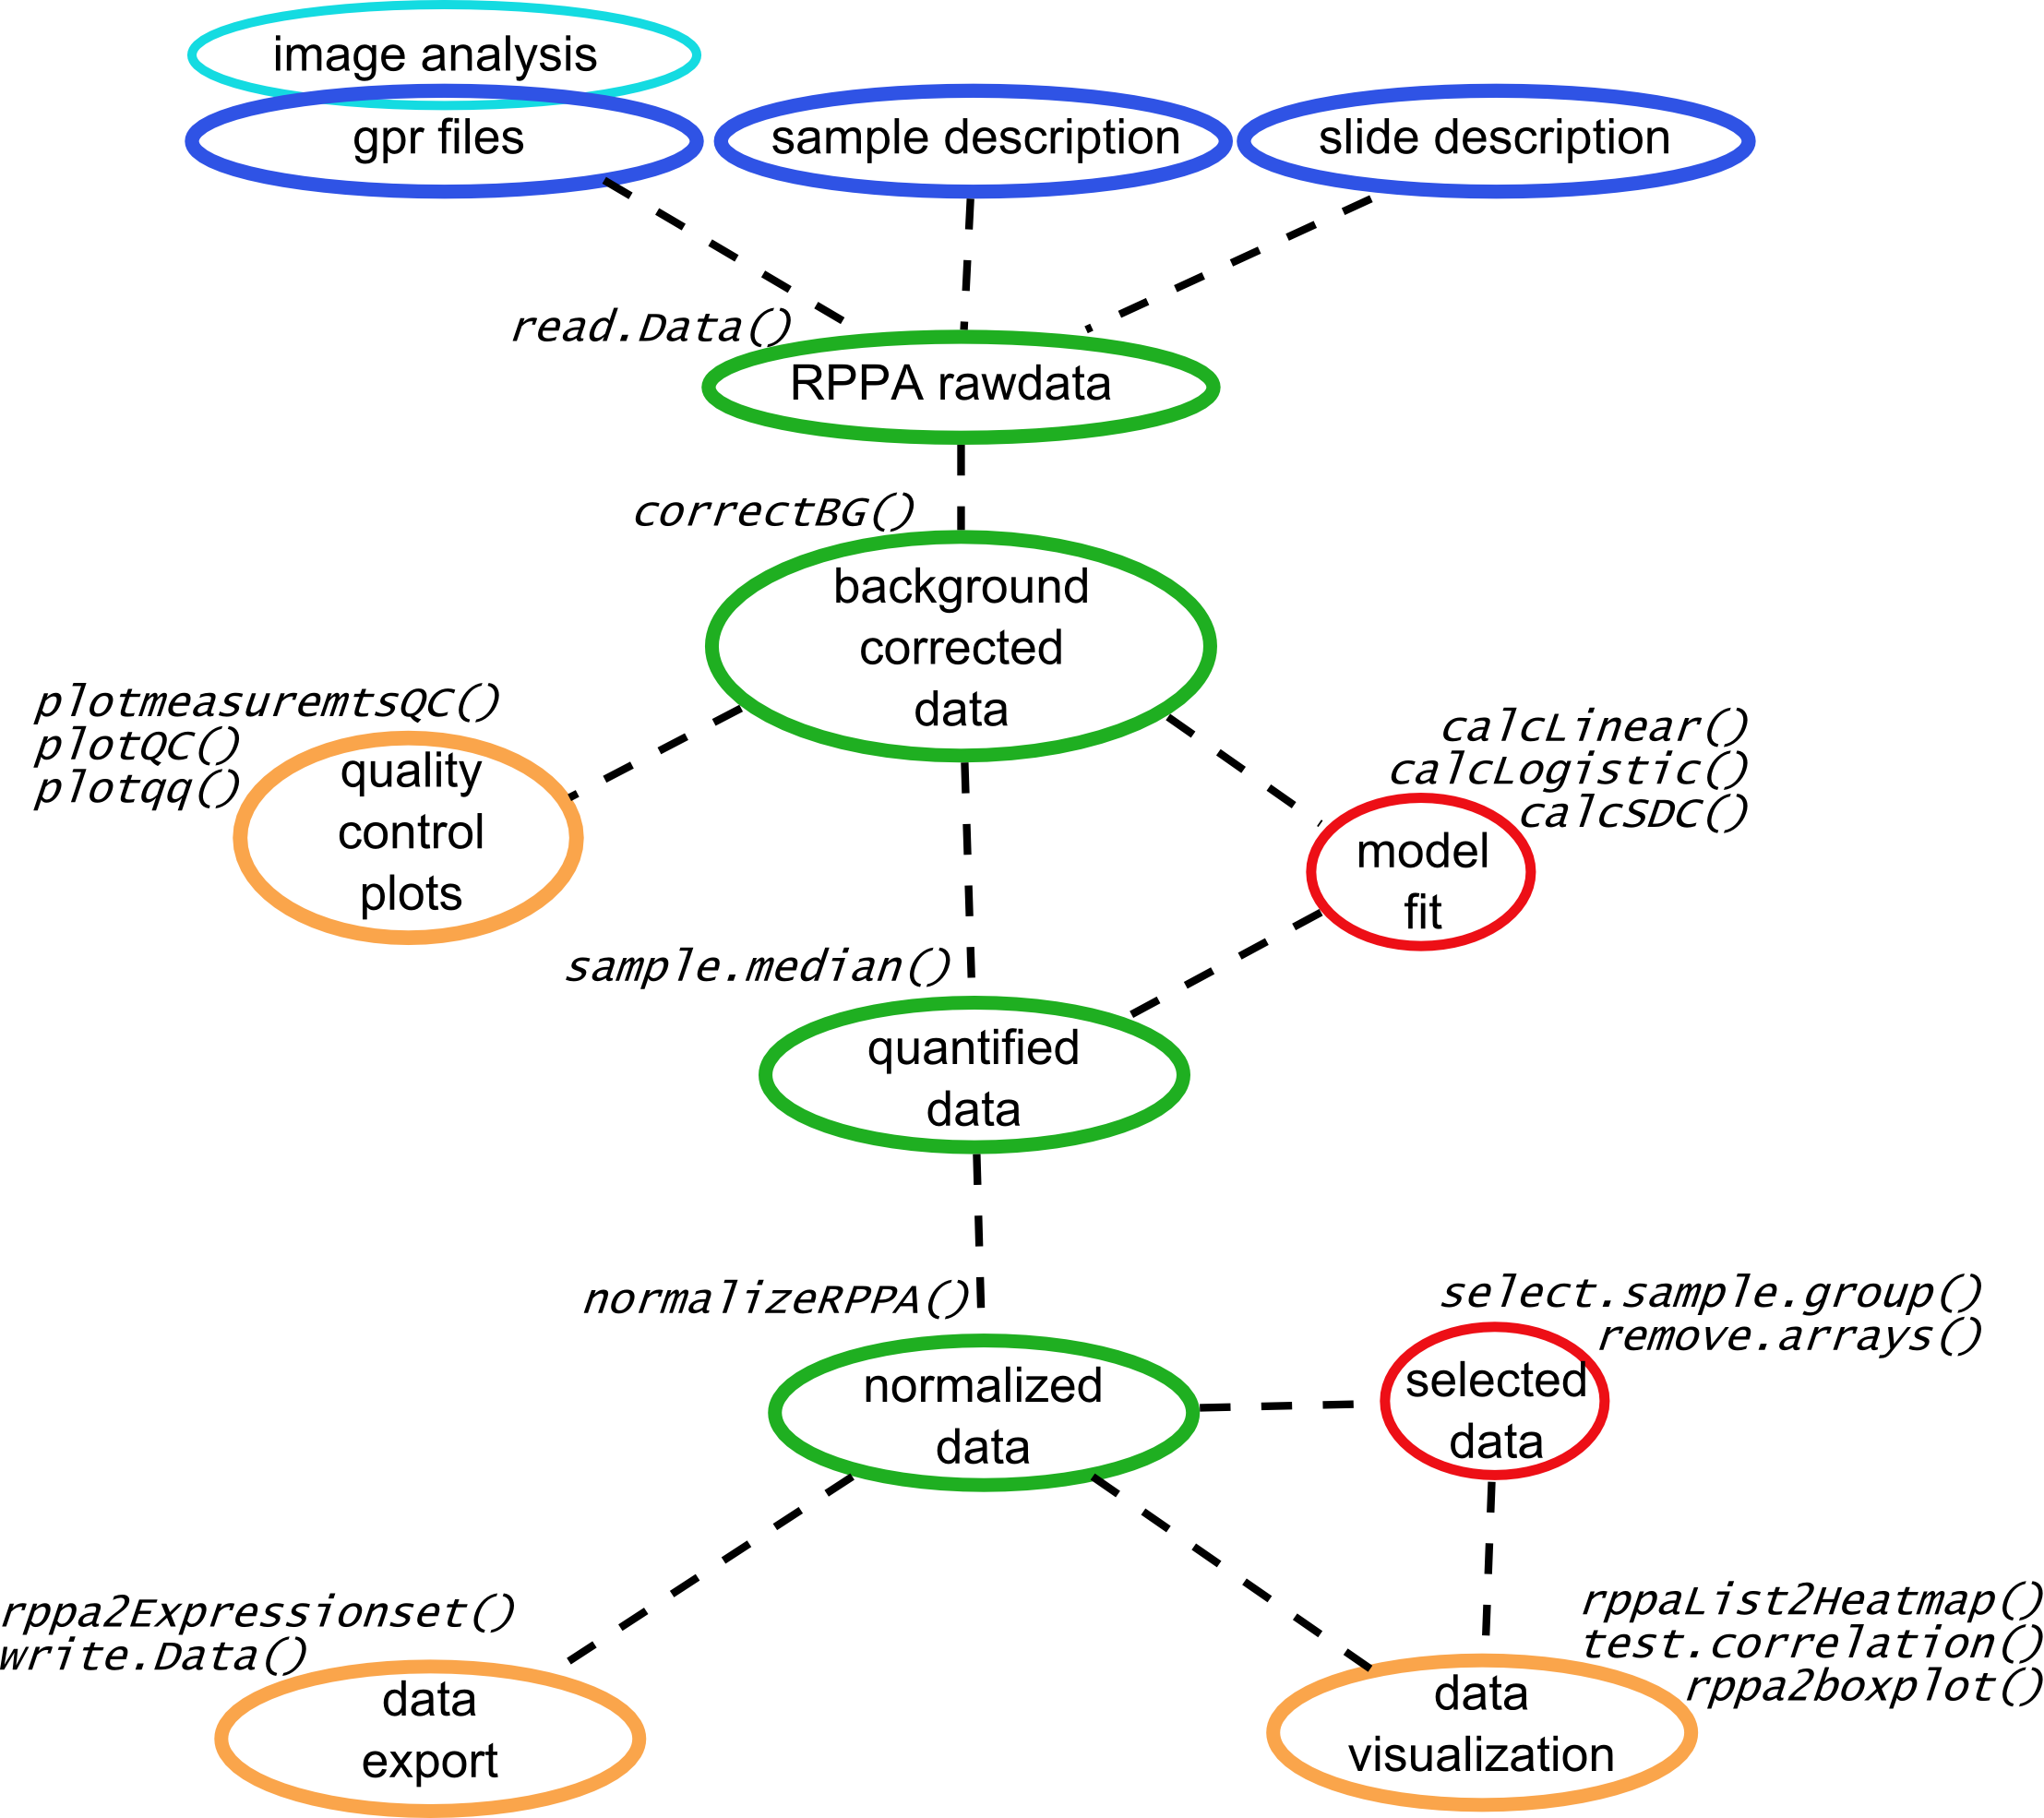 image analysis
gpr files
sample description
slide description
read.Data()
RPPA rawdata
correctBG()
background
corrected
data
plotmeasuremtsQC()
plotQC()
plotqq()
quality
control
plots
calcLinear()
calcLogistic()
calcSDC()
model
fit
sample.median()
quantified
data
normalizeRPPA()
normalized
data
select.sample.group()
remove.arrays()
selected
data
rppa2Expressionset()
write.Data()
data
export
rppaList2Heatmap()
test.correlation()
rppa2boxplot()
data
visualization